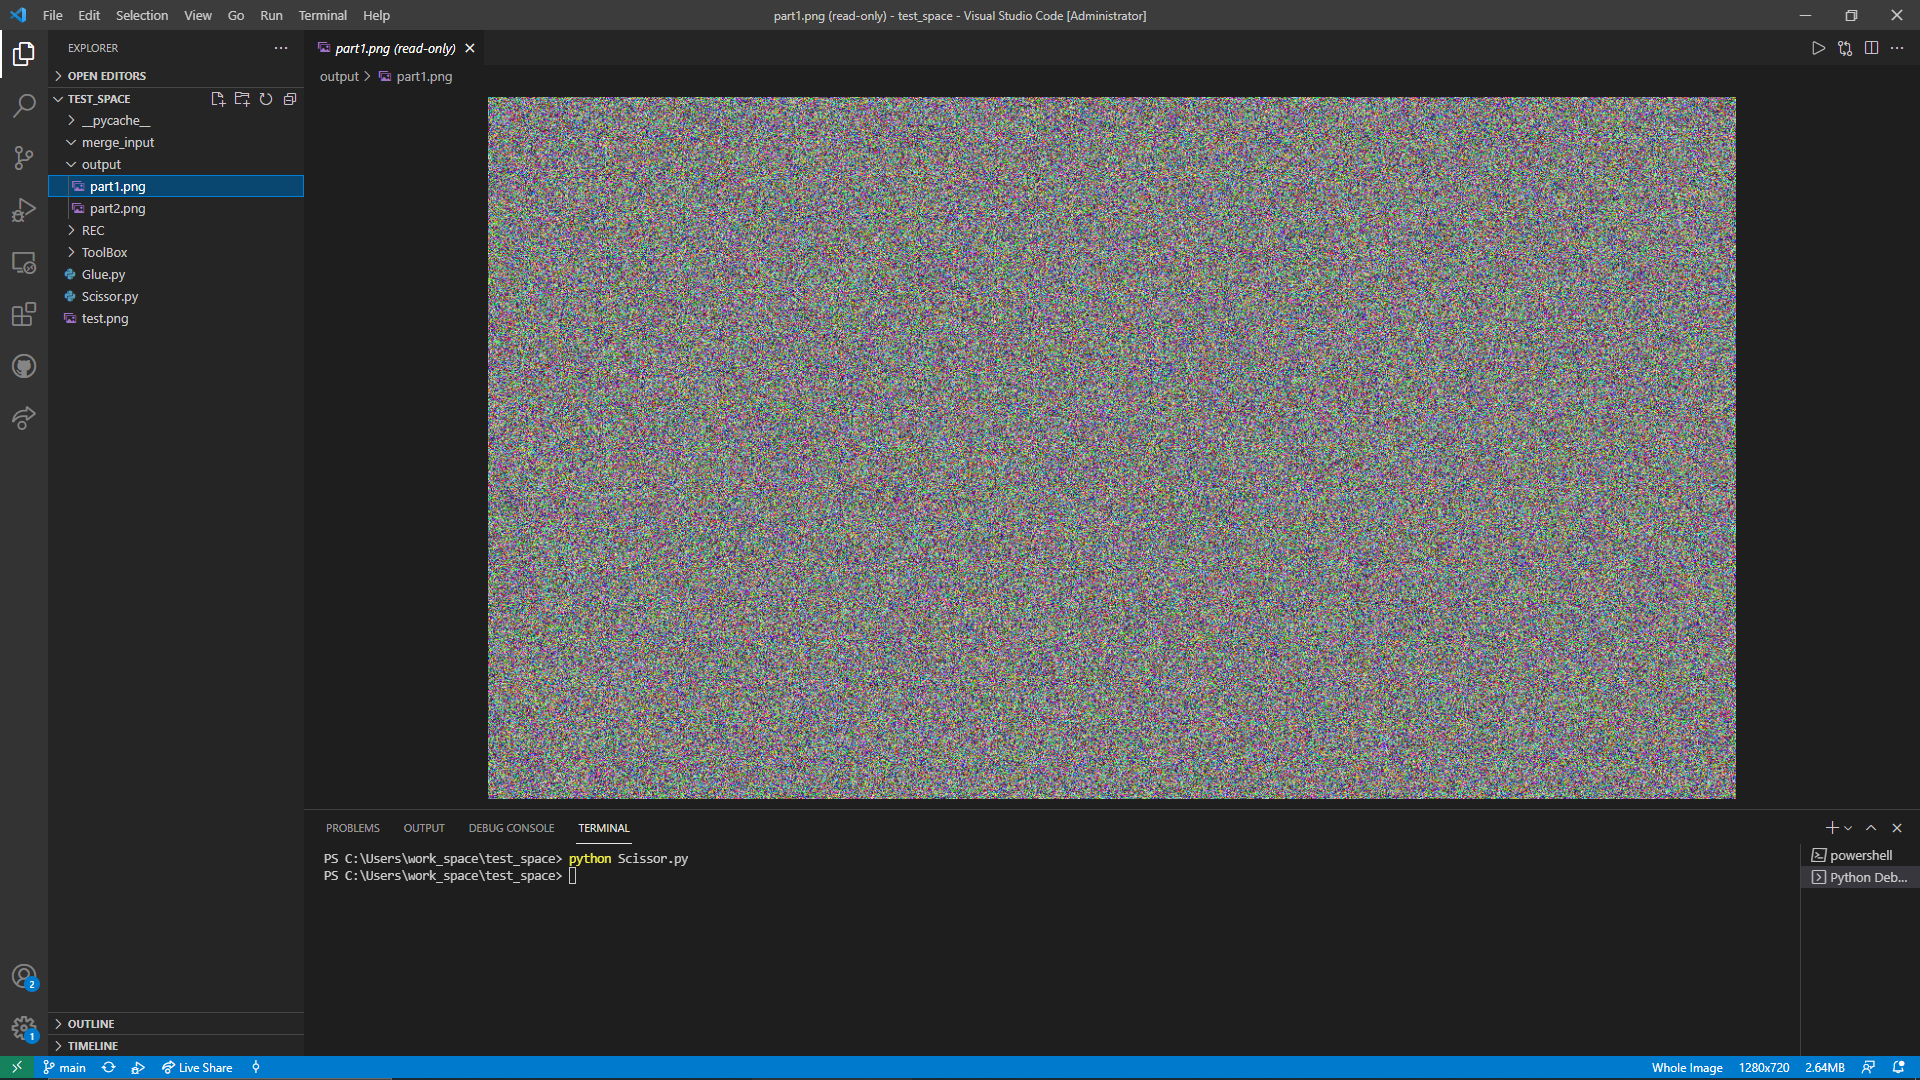 File Edit Selection View Go Run Terminal Help
part1.png (read-only) - test_space - Visual Studio Code [Administrator]
EXPLORER
part1.png (read-only)
OPEN EDITORS
output > part1.png
TEST_SPACE
__pycache__
merge_input
output
part1.png
part2.png
REC
ToolBox
Glue.py
Scissor.py
test.png
PROBLEMS OUTPUT DEBUG CONSOLE TERMINAL
PS C:\Users\work_space\test_space> python Scissor.py
PS C:\Users\work_space\test_space>
powershell
Python Deb...
2
1
OUTLINE
TIMELINE
main Live Share Whole Image 1280x720 2.64MB